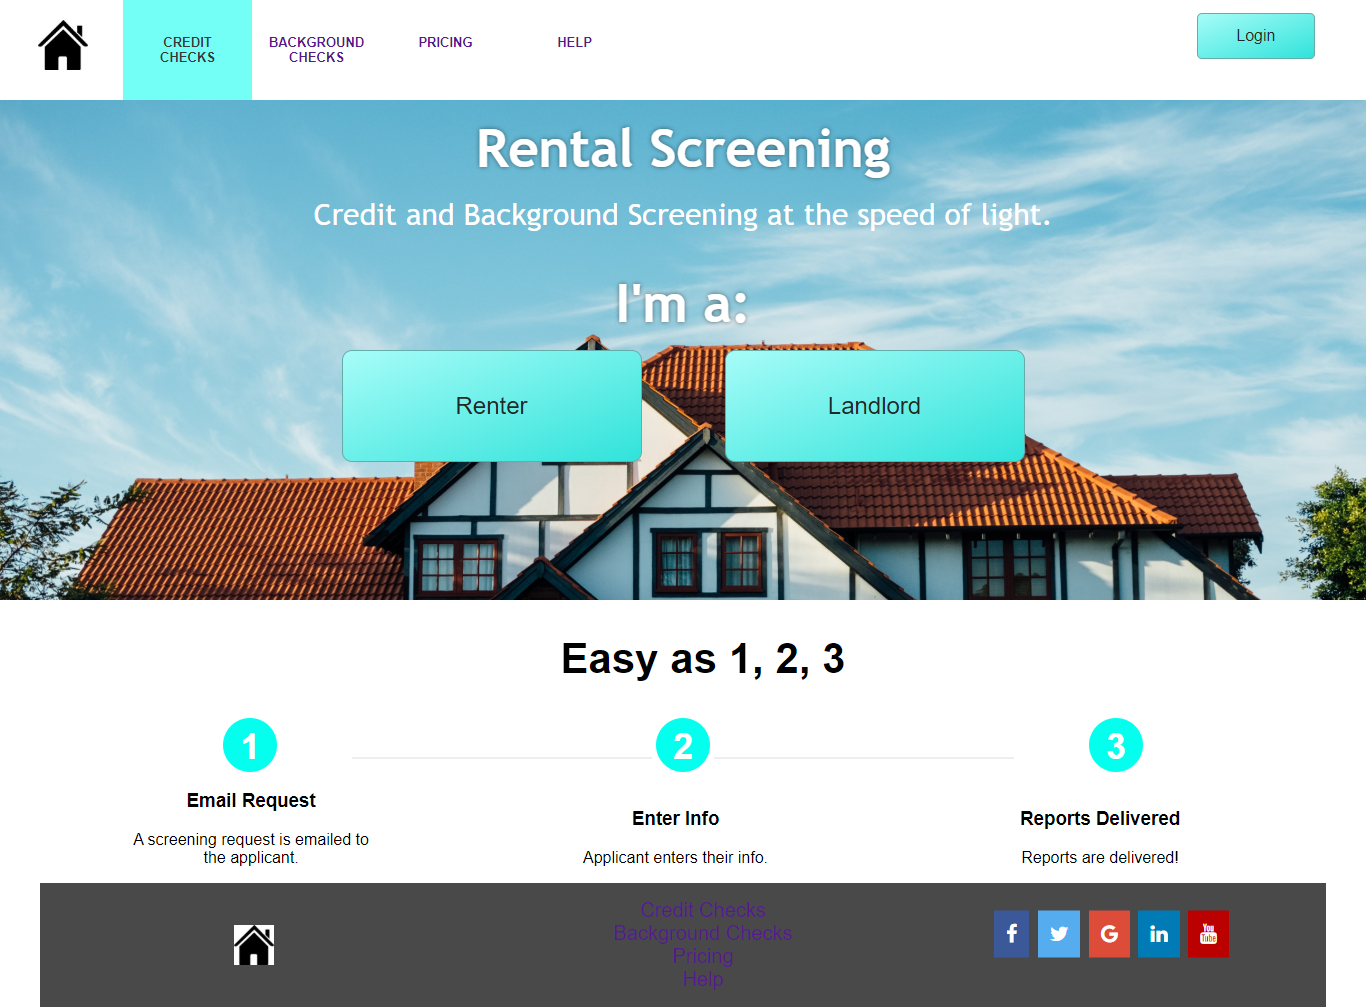 CREDIT
CHECKS
BACKGROUND
CHECKS
PRICING
HELP
Login
Rental Screening
Credit and Background Screening at the speed of light.
I'm a:
Renter
Landlord
Easy as 1, 2, 3
1
2
3
Email Request
A screening request is emailed to
the applicant.
Enter Info
Applicant enters their info.
Reports Delivered
Reports are delivered!
Credit Checks
Background Checks
Pricing
Help
f
G
in
You
Tube